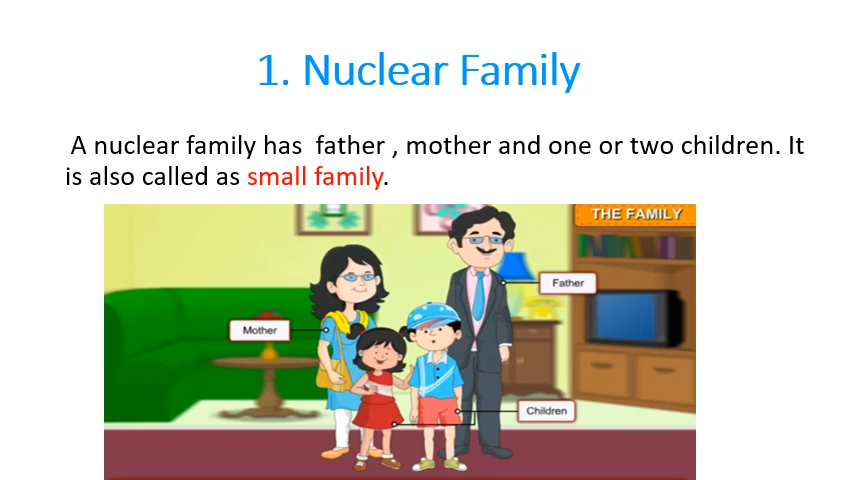 1. Nuclear Family
A nuclear family has  father , mother and one or two children. It
is also called as small family.
THE FAMILY
Father
Mother
Children